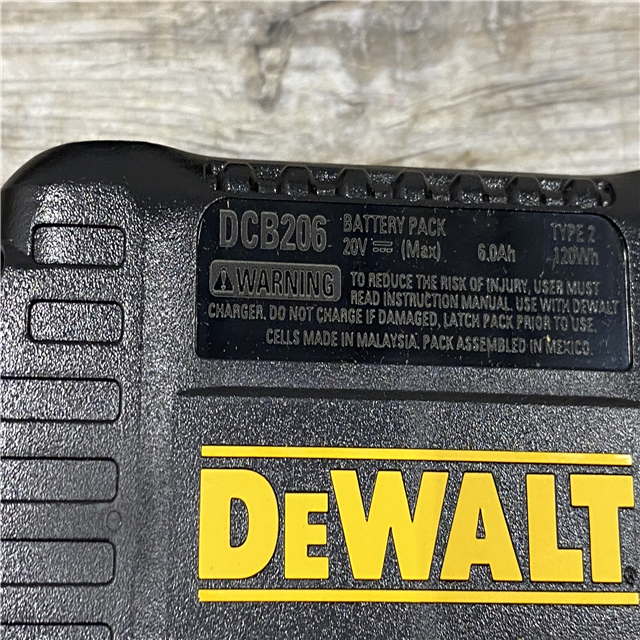 DCB206 BATTERY PACK TYPE 2
20V (Max) 6.0Ah 120Wh
WARNING TO REDUCE THE RISK OF INJURY, USER MUST
READ INSTRUCTION MANUAL. USE WITH DEWALT
CHARGER. DO NOT CHARGE IF DAMAGED, LATCH PACK PRIOR TO USE.
CELLS MADE IN MALAYSIA. PACK ASSEMBLED IN MEXICO.
DEWALT